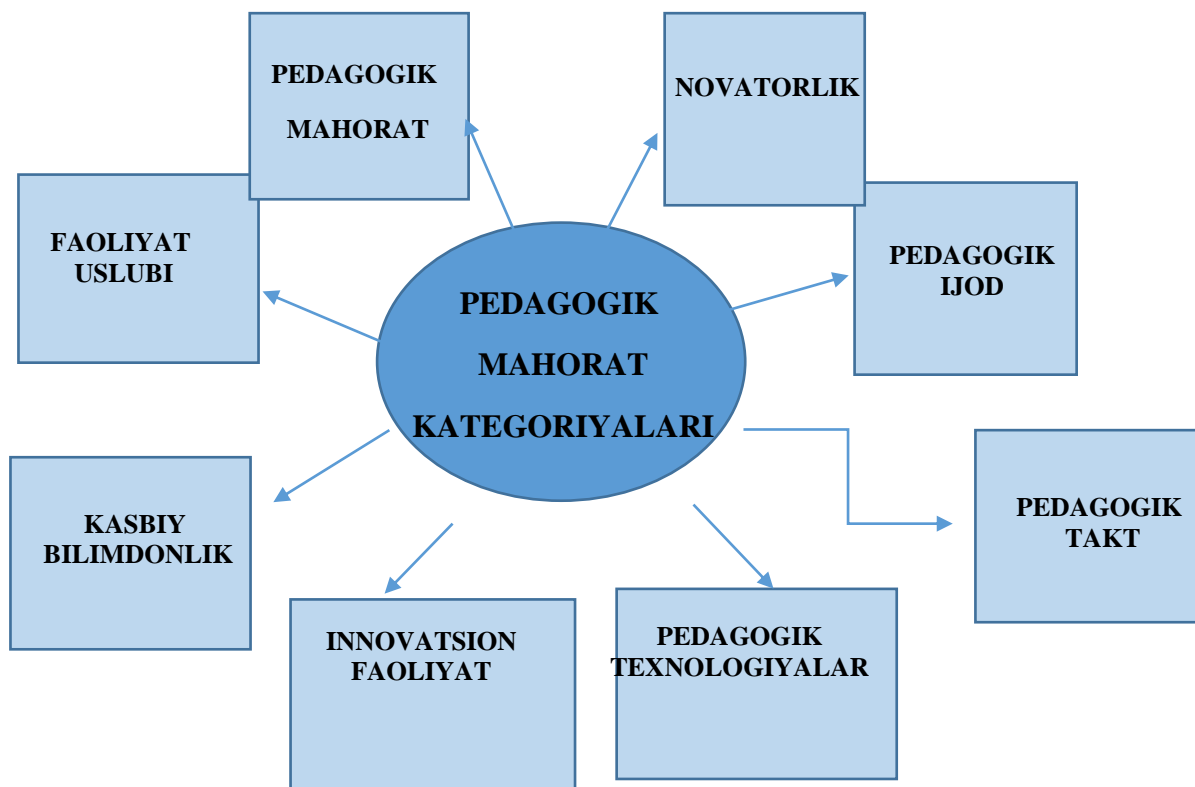 PEDAGOGIK
MAHORAT
NOVATORLIK
FAOLIYAT
USLUBI
PEDAGOGIK
IJOD
PEDAGOGIK
MAHORAT
KATEGORIYALARI
KASBIY
BILIMDONLIK
PEDAGOGIK
TAKT
INNOVATSION
FAOLIYAT
PEDAGOGIK
TEXNOLOGIYALAR